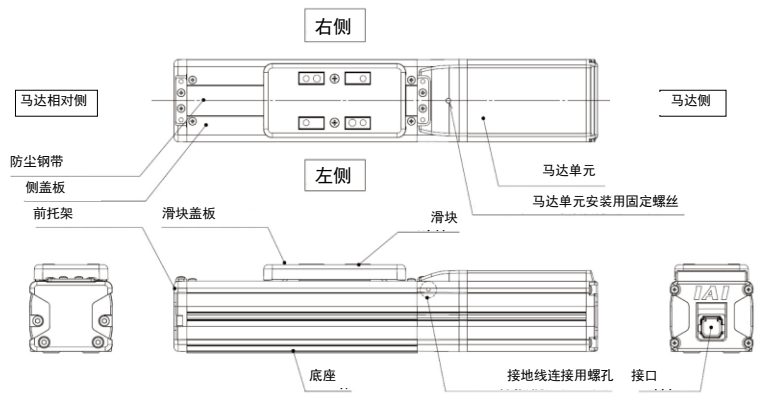 右侧
马达相对侧
马达侧
防尘钢带
侧盖板
左侧
马达单元
马达单元安装用固定螺丝
前托架
滑块盖板
滑块
IAI
底座
接地线连接用螺孔
接口